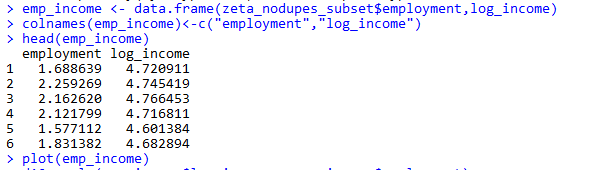 > emp_income <- data.frame(zeta_nodupes_subset$employment,log_income)
> colnames(emp_income)<-c("employment","log_income")
> head(emp_income)
  employment log_income
1   1.688639   4.720911
2   2.259269   4.745419
3   2.162620   4.766453
4   2.121799   4.716811
5   1.577112   4.601384
6   1.831382   4.682894
> plot(emp_income)